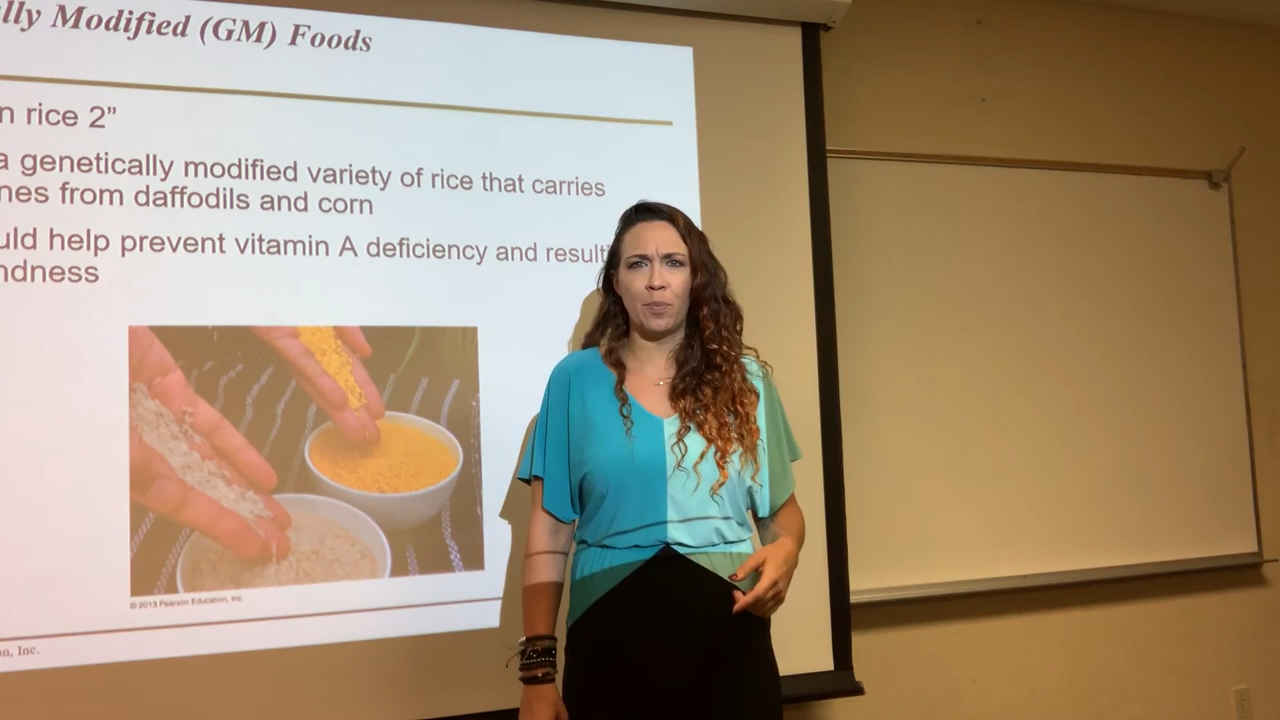 lly Modified (GM) Foods
n rice 2”
a genetically modified variety of rice that carries
nes from daffodils and corn
uld help prevent vitamin A deficiency and resulti
ndness
© 2013 Pearson Education, Inc.
on, Inc.